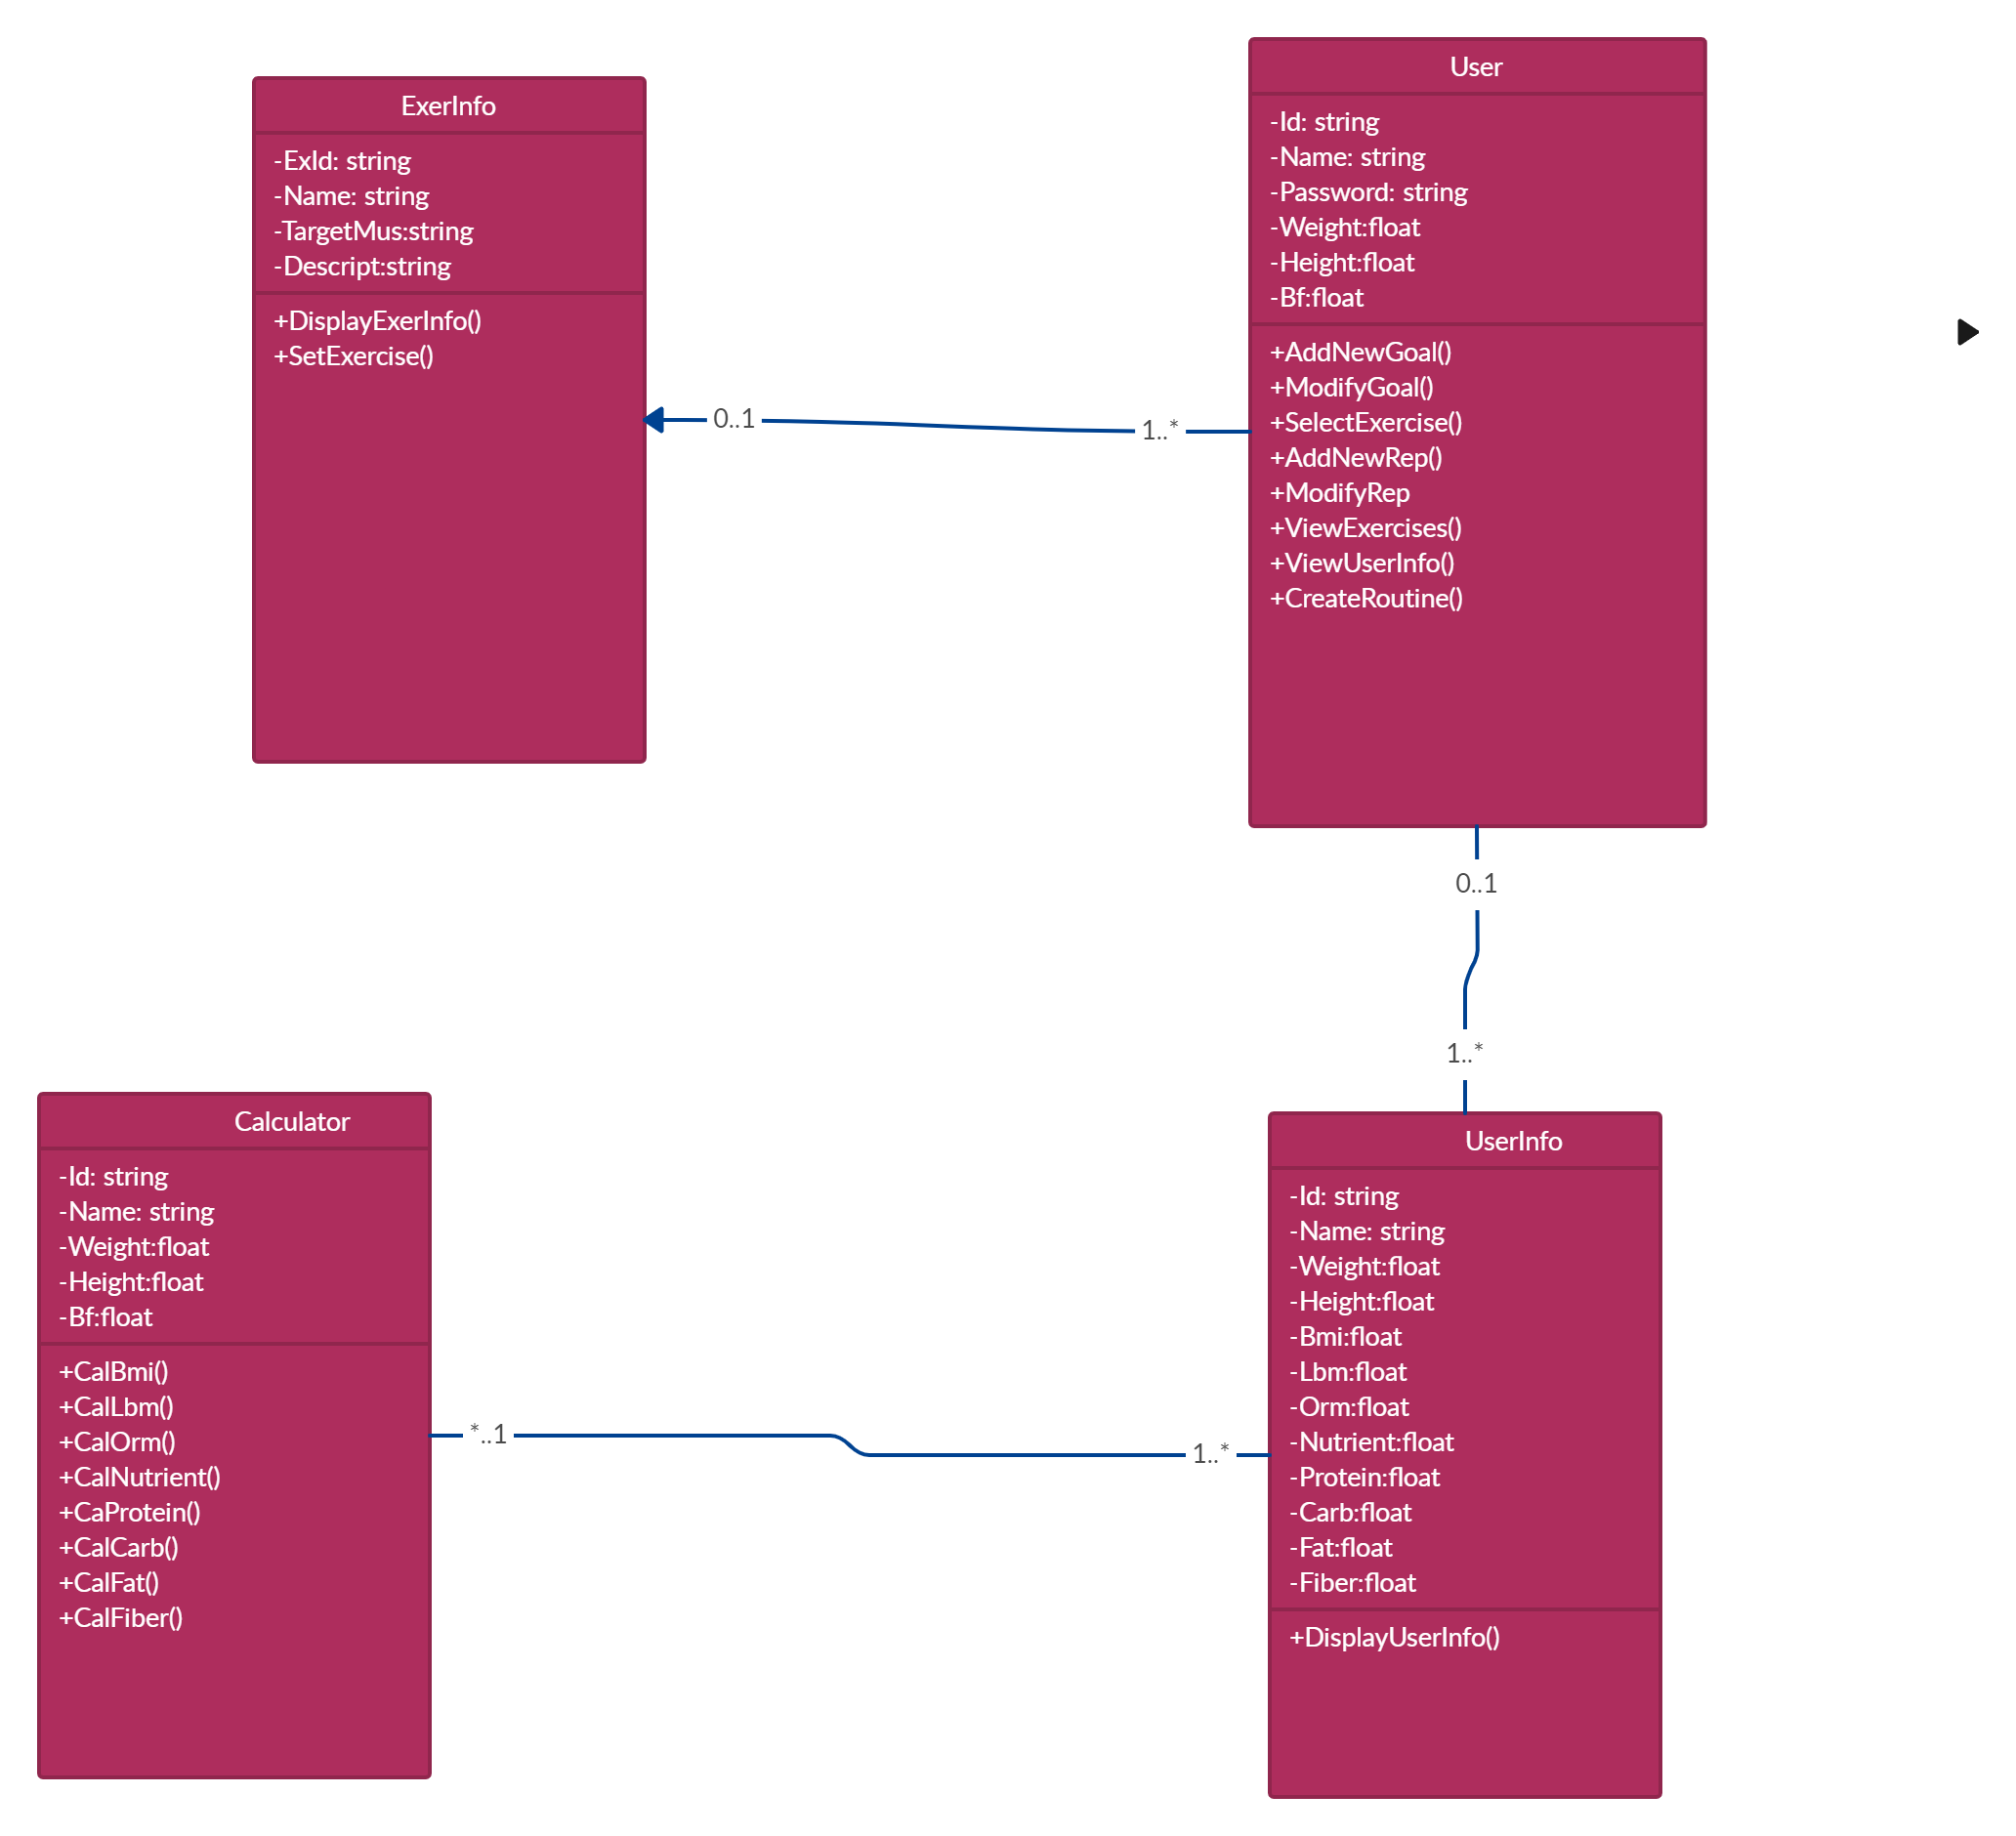 ExerInfo
-ExId: string
-Name: string
-TargetMus:string
-Descript:string
+DisplayExerInfo()
+SetExercise()
User
-Id: string
-Name: string
-Password: string
-Weight:float
-Height:float
-Bf:float
+AddNewGoal()
+ModifyGoal()
+SelectExercise()
+AddNewRep()
+ModifyRep
+ViewExercises()
+ViewUserInfo()
+CreateRoutine()
0..1
1..*
0..1
1..*
Calculator
-Id: string
-Name: string
-Weight:float
-Height:float
-Bf:float
+CalBmi()
+CalLbm()
+CalOrm()
+CalNutrient()
+CaProtein()
+CalCarb()
+CalFat()
+CalFiber()
*..1
1..*
UserInfo
-Id: string
-Name: string
-Weight:float
-Height:float
-Bmi:float
-Lbm:float
-Orm:float
-Nutrient:float
-Protein:float
-Carb:float
-Fat:float
-Fiber:float
+DisplayUserInfo()